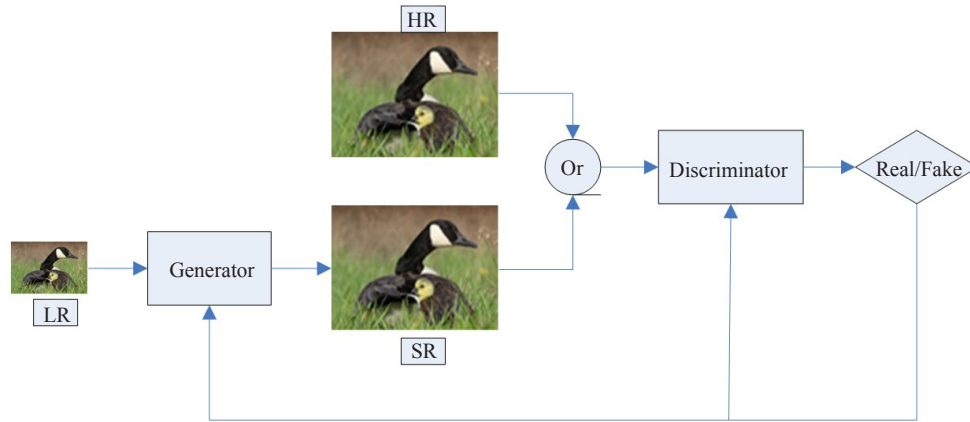 HR
Or
Discriminator
Real/Fake
Generator
LR
SR